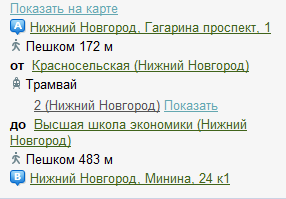 Показать на карте
A Нижний Новгород, Гагарина проспект, 1
Пешком 172 м
от Красносельская (Нижний Новгород)
Трамвай
2 (Нижний Новгород) Показать
до Высшая школа экономики (Нижний
Новгород)
Пешком 483 м
B Нижний Новгород, Минина, 24 к1